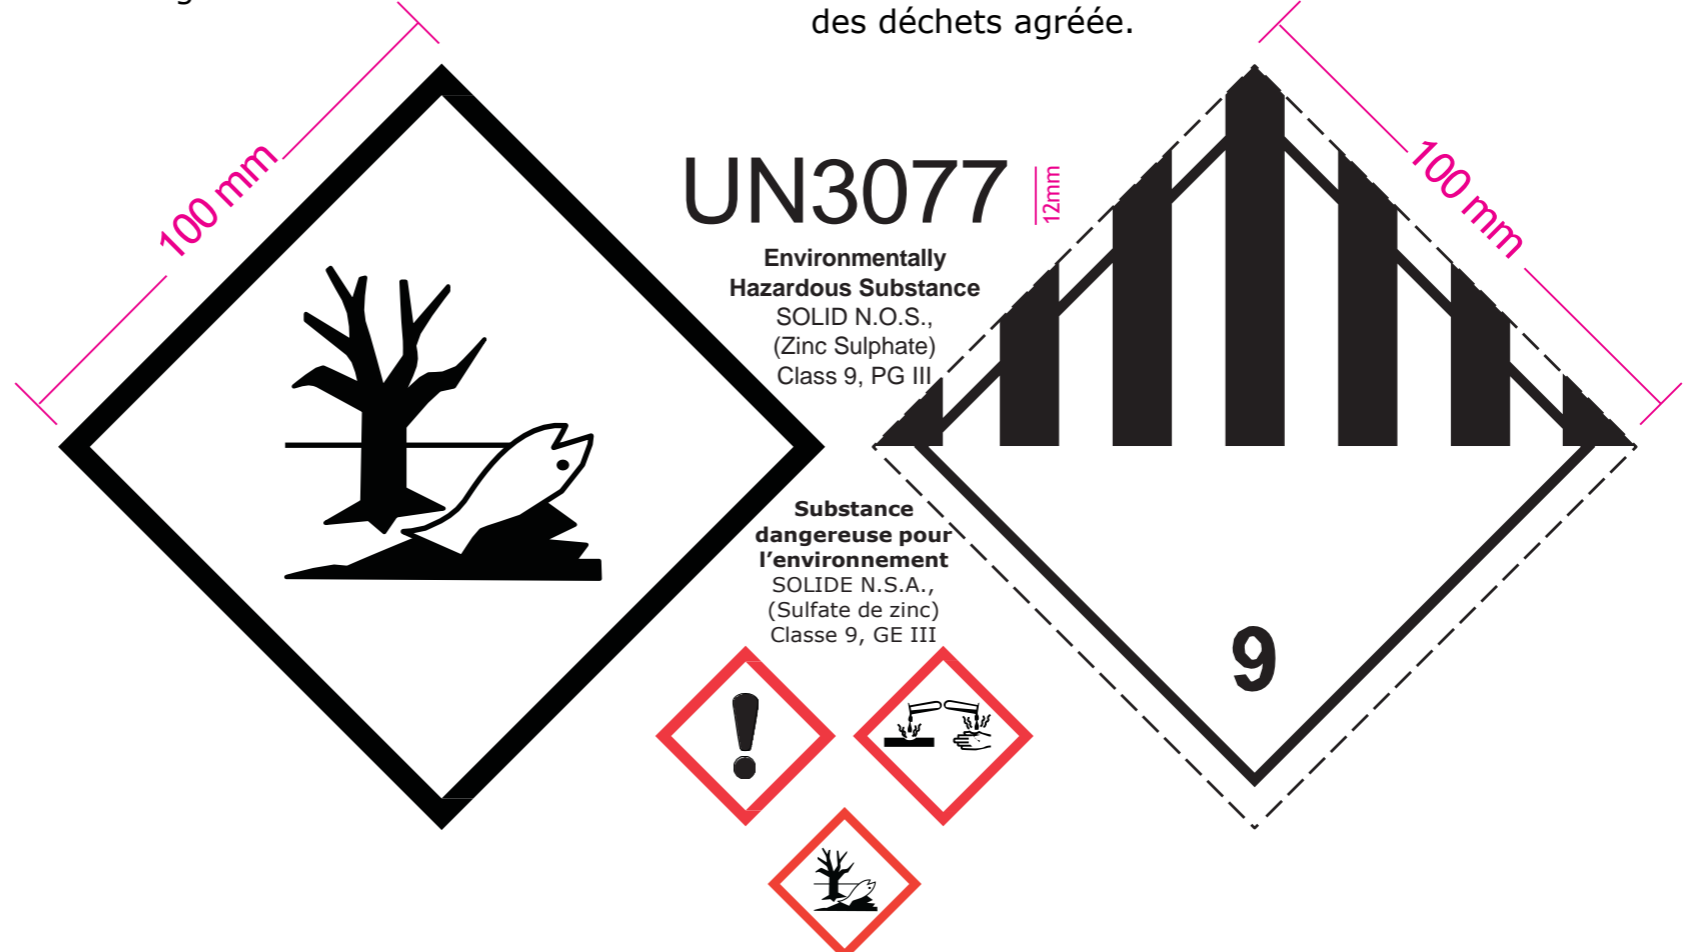 des déchets agréée.
100 mm
UN3077
12mm
100 mm
Environmentally
Hazardous Substance
SOLID N.O.S.,
(Zinc Sulphate)
Class 9, PG III
Substance
dangereuse pour
l’environnement
SOLIDE N.S.A.,
(Sulfate de zinc)
Classe 9, GE III
9